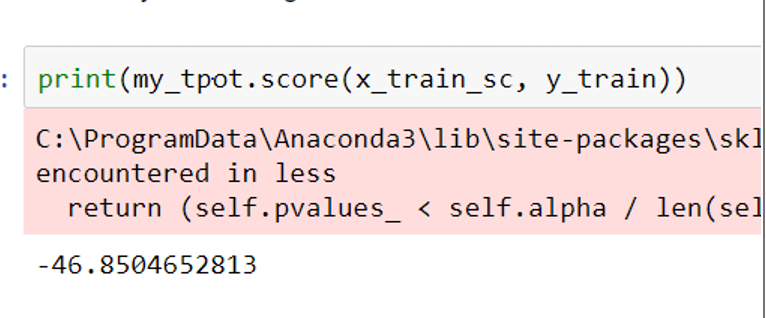 : print(my_tpot.score(x_train_sc, y_train))
C:\ProgramData\Anaconda3\lib\site-packages\skl
encountered in less
return (self.pvalues_ < self.alpha / len(sel
-46.8504652813